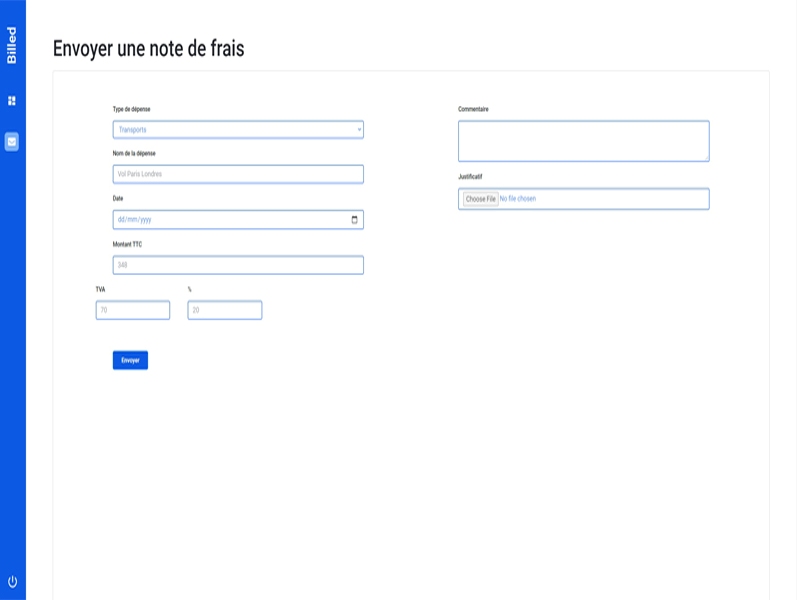 Billed
Envoyer une note de frais
Type de dépense
Transports
Nom de la dépense
Vol Paris Londres
Date
dd/mm/yyyy
Montant TTC
348
TVA
%
70
20
Envoyer
Commentaire
Justificatif
Choose File No file chosen